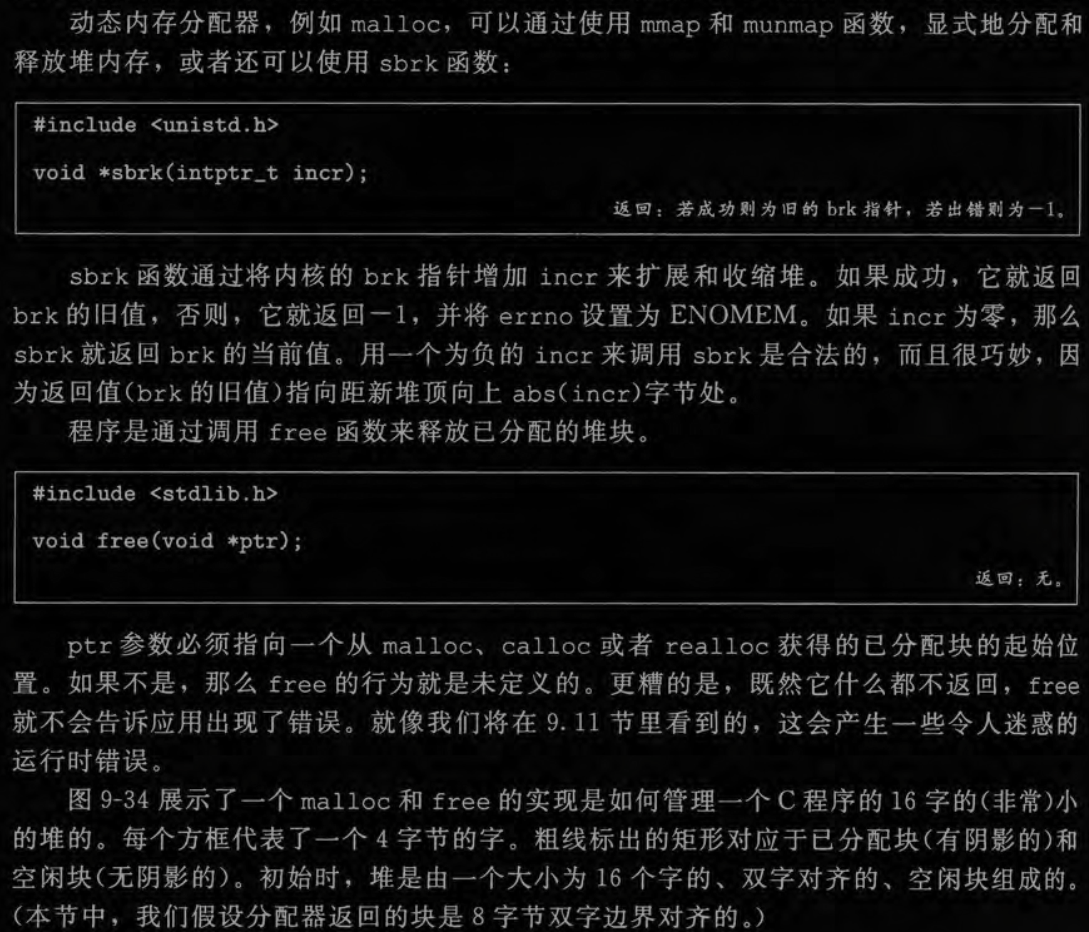 动态内存分配器，例如 malloc，可以通过使用 mmap 和 munmap 函数，显式地分配和
释放堆内存，或者还可以使用 sbrk 函数：
#include <unistd.h>
void *sbrk(intptr_t incr);
返回：若成功则为旧的 brk 指针，若出错则为－1。
sbrk 函数通过将内核的 brk 指针增加 incr 来扩展和收缩堆。如果成功，它就返回
brk 的旧值，否则，它就返回－1，并将 errno 设置为 ENOMEM。如果 incr 为零，那么
sbrk 就返回 brk 的当前值。用一个为负的 incr 来调用 sbrk 是合法的，而且很巧妙，因
为返回值(brk 的旧值)指向距新堆顶向上 abs(incr)字节处。
程序是通过调用 free 函数来释放已分配的堆块。
#include <stdlib.h>
void free(void *ptr);
返回：无。
ptr 参数必须指向一个从 malloc、calloc 或者 realloc 获得的已分配块的起始位
置。如果不是，那么 free 的行为就是未定义的。更糟的是，既然它什么都不返回，free
就不会告诉应用出现了错误。就像我们将在 9.11 节里看到的，这会产生一些令人迷惑的
运行时错误。
图 9-34 展示了一个 malloc 和 free 的实现是如何管理一个 C 程序的 16 字的(非常)小
的堆的。每个方框代表了一个 4 字节的字。粗线标出的矩形对应于已分配块(有阴影的)和
空闲块(无阴影的)。初始时，堆是由一个大小为 16 个字的、双字对齐的、空闲块组成的。
(本节中，我们假设分配器返回的块是 8 字节双字边界对齐的。)